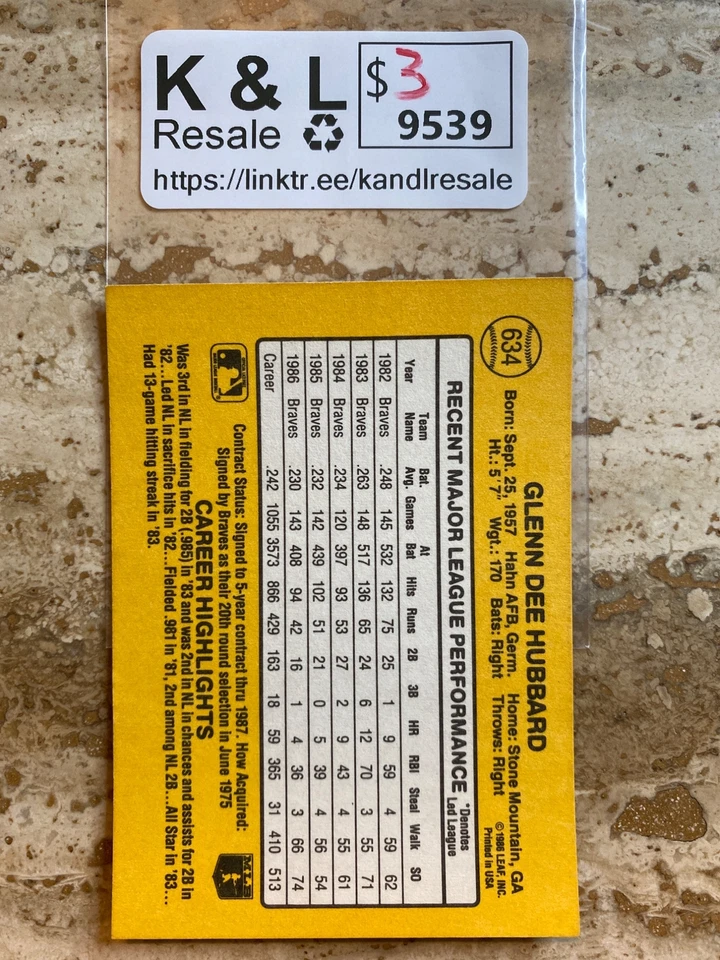 K & L
Resale
$ 3
9539
https://linktr.ee/kandlresale
634
GLENN DEE HUBBARD
Born: Sept. 25, 1957 Hahn AFB, Germ. Home: Stone Mountain, GA
Ht.: 5'7" Wgt.: 170 Bats: Right Throws: Right
©1986 LEAF, INC.
Printed in USA
RECENT MAJOR LEAGUE PERFORMANCE
*Denotes
Led League
Year Team Name Bat. Avg. Games At Bat Hits Runs 2B 3B HR RBI Steal Walk SO
1982 Braves .248 145 532 132 75 25 1 9 59 4 59 62
1983 Braves .263 148 517 136 65 24 6 12 70 3 55 71
1984 Braves .234 120 397 93 53 27 2 9 43 4 55 61
1985 Braves .232 142 439 102 51 21 0 5 39 4 56 54
1986 Braves .230 143 408 94 42 16 1 4 36 3 66 74
Career .242 1055 3573 866 429 163 18 59 365 31 410 513
Contract Status: Signed to 5-year contract thru 1987. How Acquired:
Signed by Braves as their 20th round selection in June 1975
CAREER HIGHLIGHTS
Was 3rd in NL in fielding for 2B (.985) in '83 and was 2nd in NL in chances and assists for 2B in
'82...Led NL in sacrifice hits in '82...Fielded .981 in '81, 2nd among NL 2B...All Star in '83...
Had 13-game hitting streak in '83.